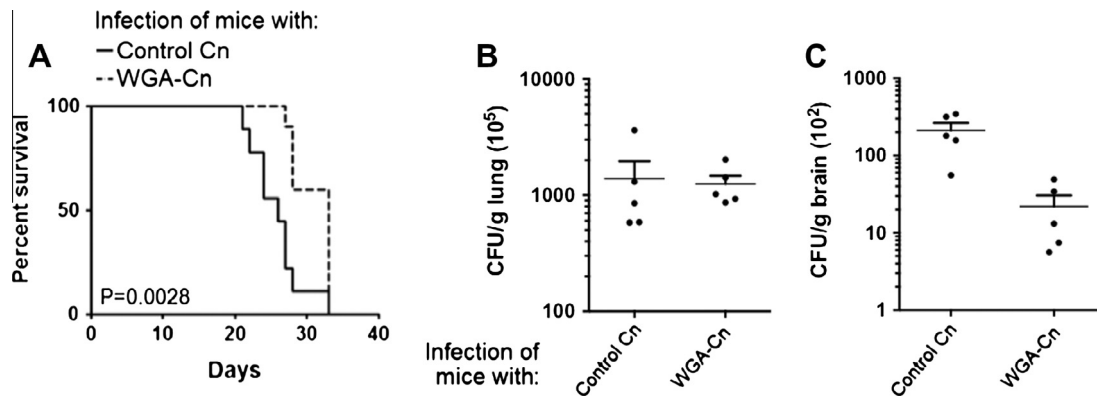 Infection of mice with:
A
Control Cn
WGA-Cn
Percent survival
100
50
0
P=0.0028
0 10 20 30 40
Days
B
CFU/g lung (10⁵)
10000
1000
100
Infection of
mice with:
Control Cn
WGA-Cn
C
CFU/g brain (10²)
1000
100
10
1
Control Cn
WGA-Cn